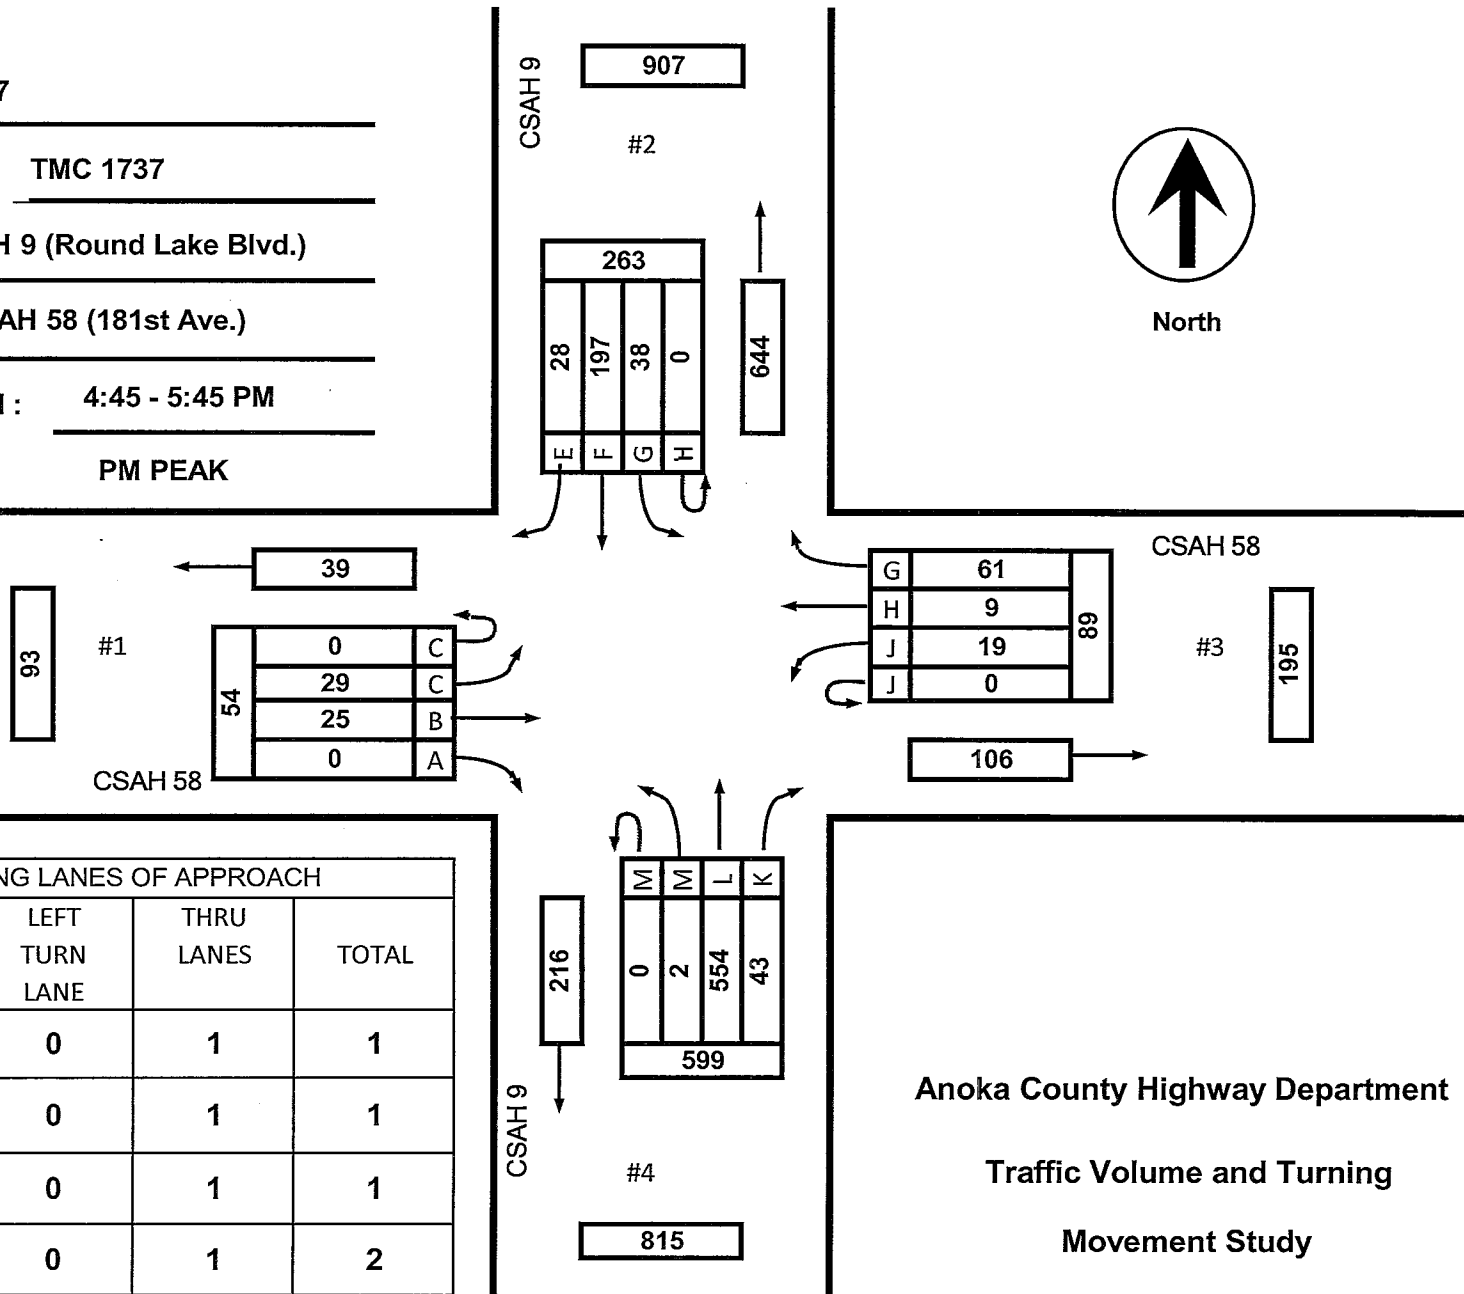 7
TMC 1737
H 9 (Round Lake Blvd.)
AH 58 (181st Ave.)
: 4:45 - 5:45 PM
PM PEAK
CSAH 9
907
#2
263
28 197 38 0
E F G H
644
North
39
93
#1
54
0 C
29 C
25 B
0 A
CSAH 58
CSAH 58
G 61
H 9
J 19
J 0
89
#3
195
106
M M L K
0 2 554 43
599
216
CSAH 9
#4
815
NG LANES OF APPROACH
LEFT TURN LANE
THRU LANES
TOTAL
0 1 1
0 1 1
0 1 1
0 1 2
Anoka County Highway Department
Traffic Volume and Turning
Movement Study